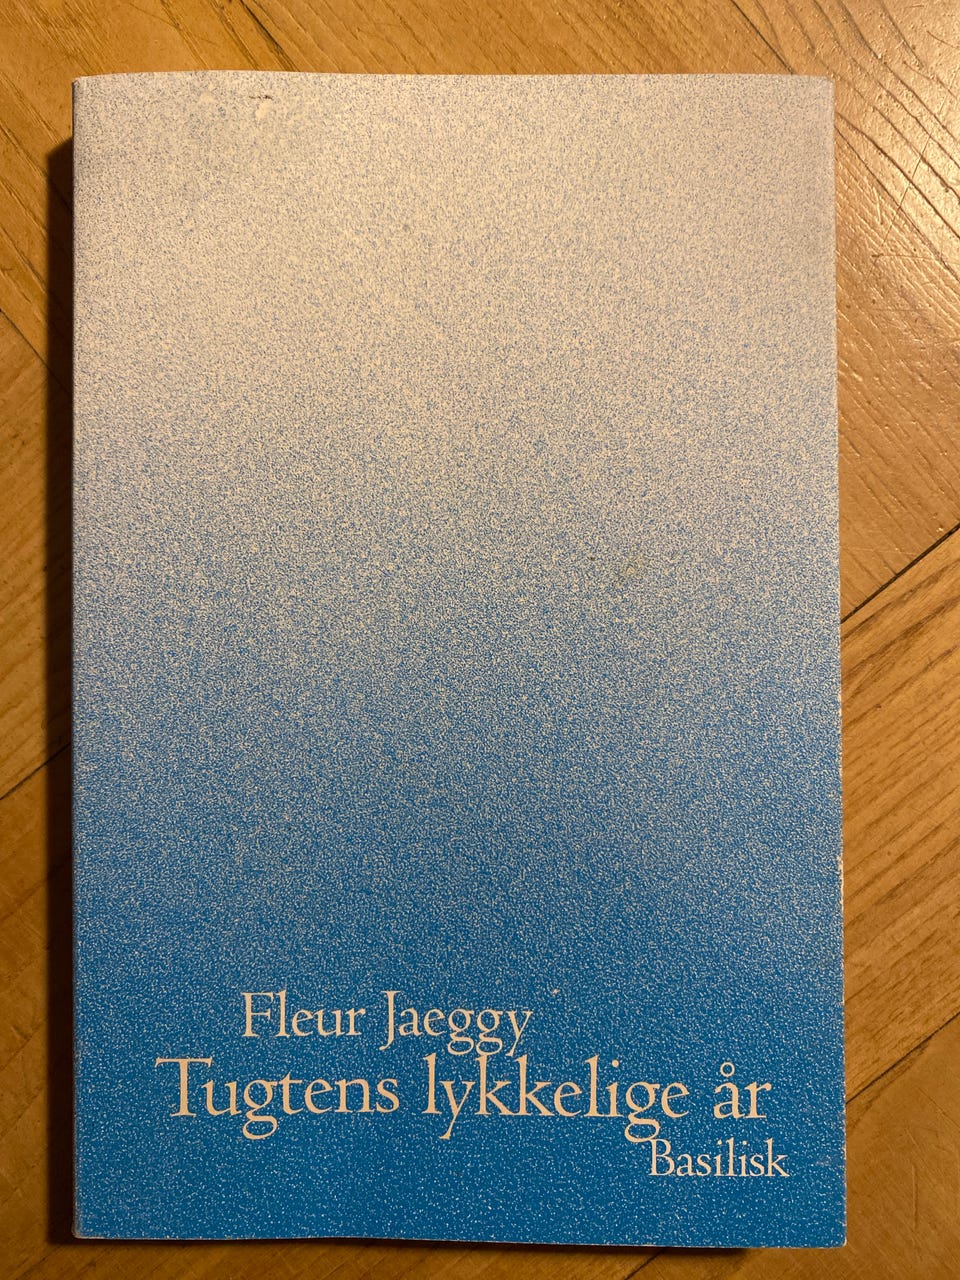 Fleur Jaeggy
Tugtens lykkelige år
Basilisk